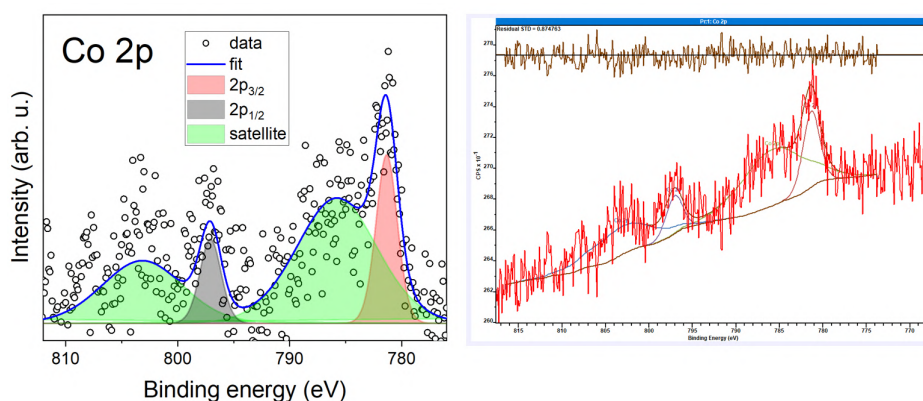 Co 2p
data
fit
2p3/2
2p1/2
satellite
Intensity (arb. u.)
810
800
790
780
Binding energy (eV)
Pr:1: Co 2p
Residual STD = 0.874763
278
276
274
272
270
268
266
264
262
260
CPS x 10⁻¹
815
810
805
800
795
790
785
780
775
770
Binding Energy (eV)